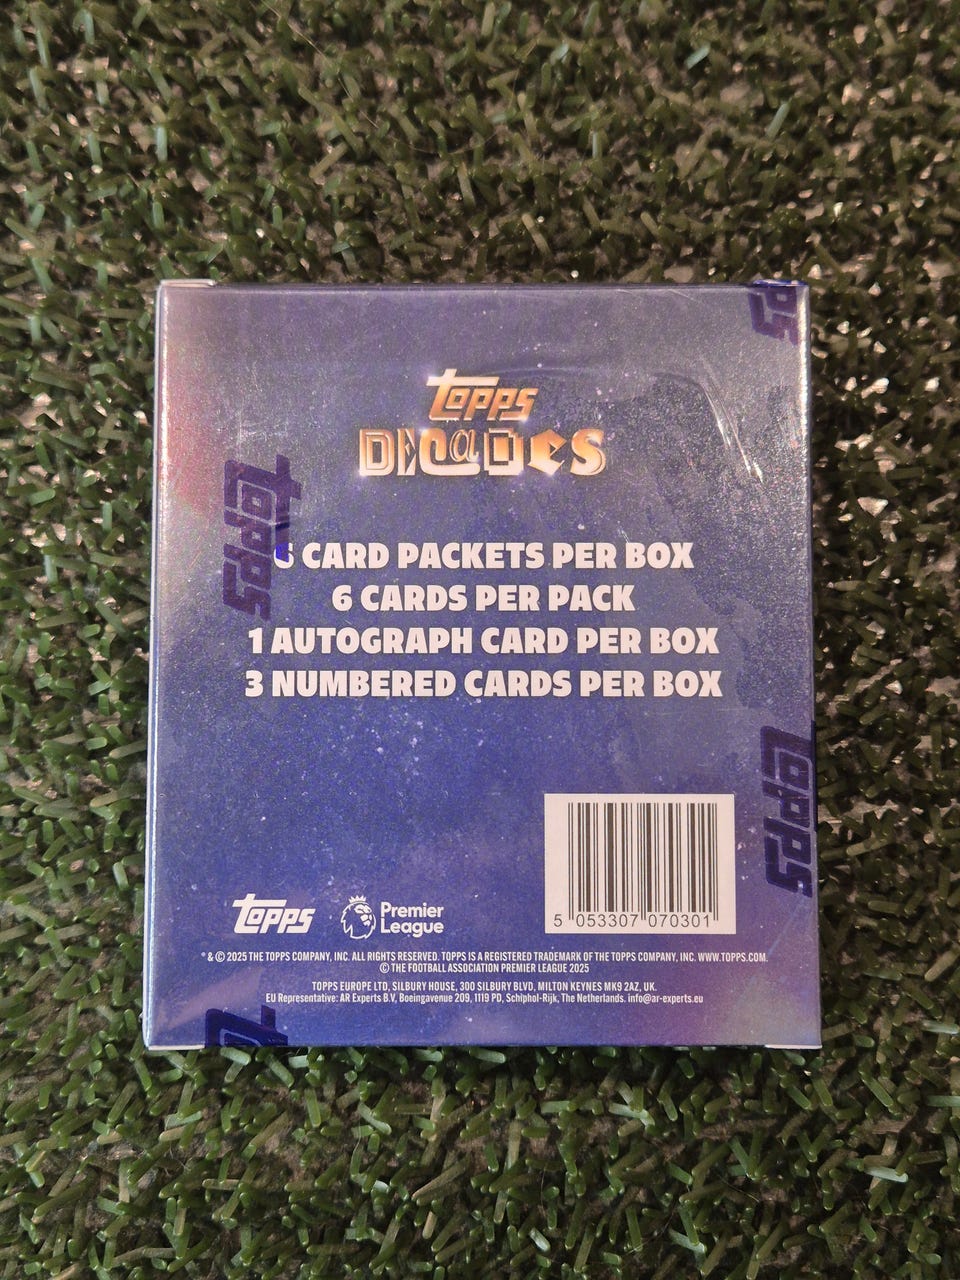 topps
DECaDES
CARD PACKETS PER BOX
6 CARDS PER PACK
1 AUTOGRAPH CARD PER BOX
3 NUMBERED CARDS PER BOX
topps
topps
topps
topps
5 053307 070301
topps
Premier
League
® & © 2025 THE TOPPS COMPANY, INC. ALL RIGHTS RESERVED. TOPPS IS A REGISTERED TRADEMARK OF THE TOPPS COMPANY, INC. WWW.TOPPS.COM.
© THE FOOTBALL ASSOCIATION PREMIER LEAGUE 2025
TOPPS EUROPE LTD, SILBURY HOUSE, 300 SILBURY BLVD, MILTON KEYNES MK9 2AZ, UK.
EU Representative: AR Experts B.V, Boeingavenue 209, 1119 PD, Schiphol-Rijk, The Netherlands. info@ar-experts.eu